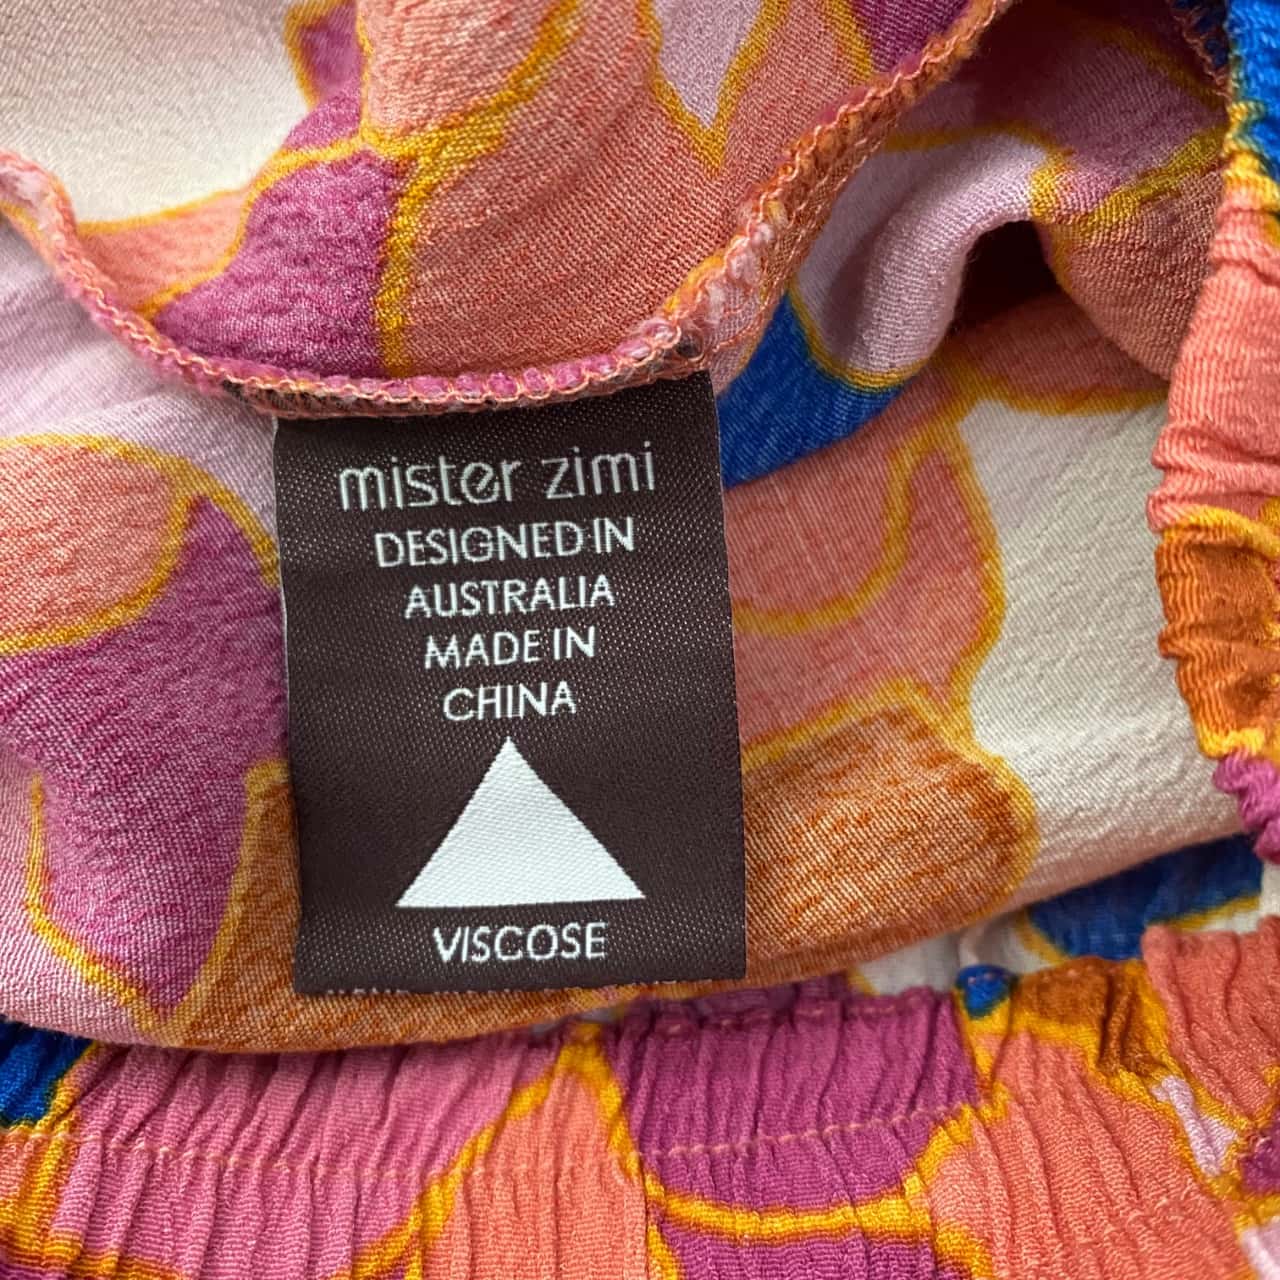 mister zimi
DESIGNED IN
AUSTRALIA
MADE IN
CHINA
VISCOSE